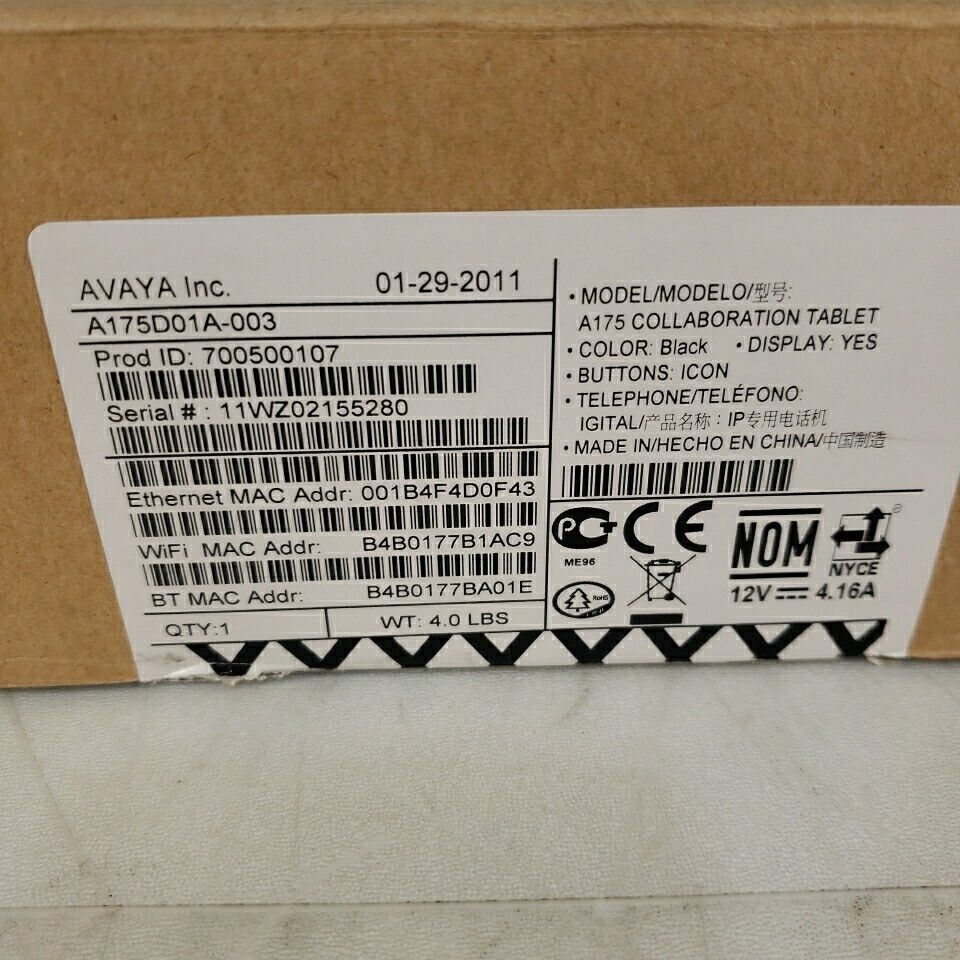 AVAYA Inc. 01-29-2011
A175D01A-003
Prod ID: 700500107
Serial # : 11WZ02155280
Ethernet MAC Addr: 001B4F4D0F43
WiFi MAC Addr: B4B0177B1AC9
BT MAC Addr: B4B0177BA01E
QTY:1 WT: 4.0 LBS
• MODEL/MODELO/型号:
A175 COLLABORATION TABLET
• COLOR: Black • DISPLAY: YES
• BUTTONS: ICON
• TELEPHONE/TELÉFONO:
IGITAL/产品名称：IP专用电话机
• MADE IN/HECHO EN CHINA/中国制造
PG CE
ME96
RoHS
NOM
NYCE
12V ⎓ 4.16A